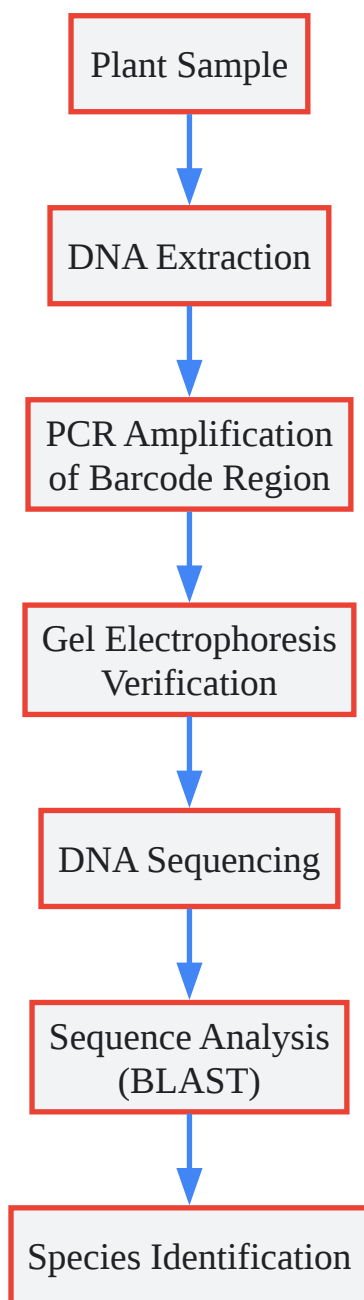 Plant Sample
DNA Extraction
PCR Amplification
of Barcode Region
Gel Electrophoresis
Verification
DNA Sequencing
Sequence Analysis
(BLAST)
Species Identification